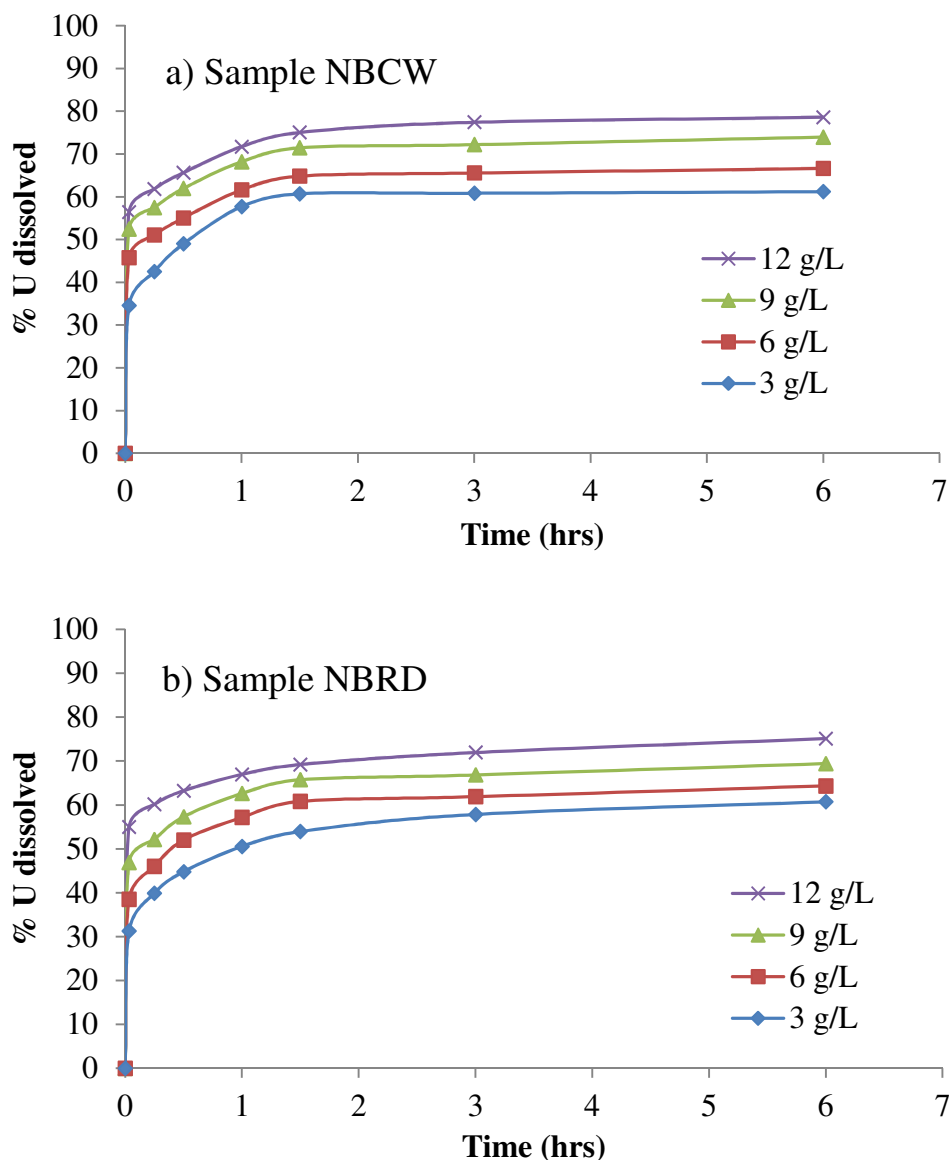 100
90
a) Sample NBCW
80
70
60
50
40
30
20
10
0
% U dissolved
12 g/L
9 g/L
6 g/L
3 g/L
0 1 2 3 4 5 6 7
Time (hrs)
100
90
b) Sample NBRD
80
70
60
50
40
30
20
10
0
% U dissolved
12 g/L
9 g/L
6 g/L
3 g/L
0 1 2 3 4 5 6 7
Time (hrs)